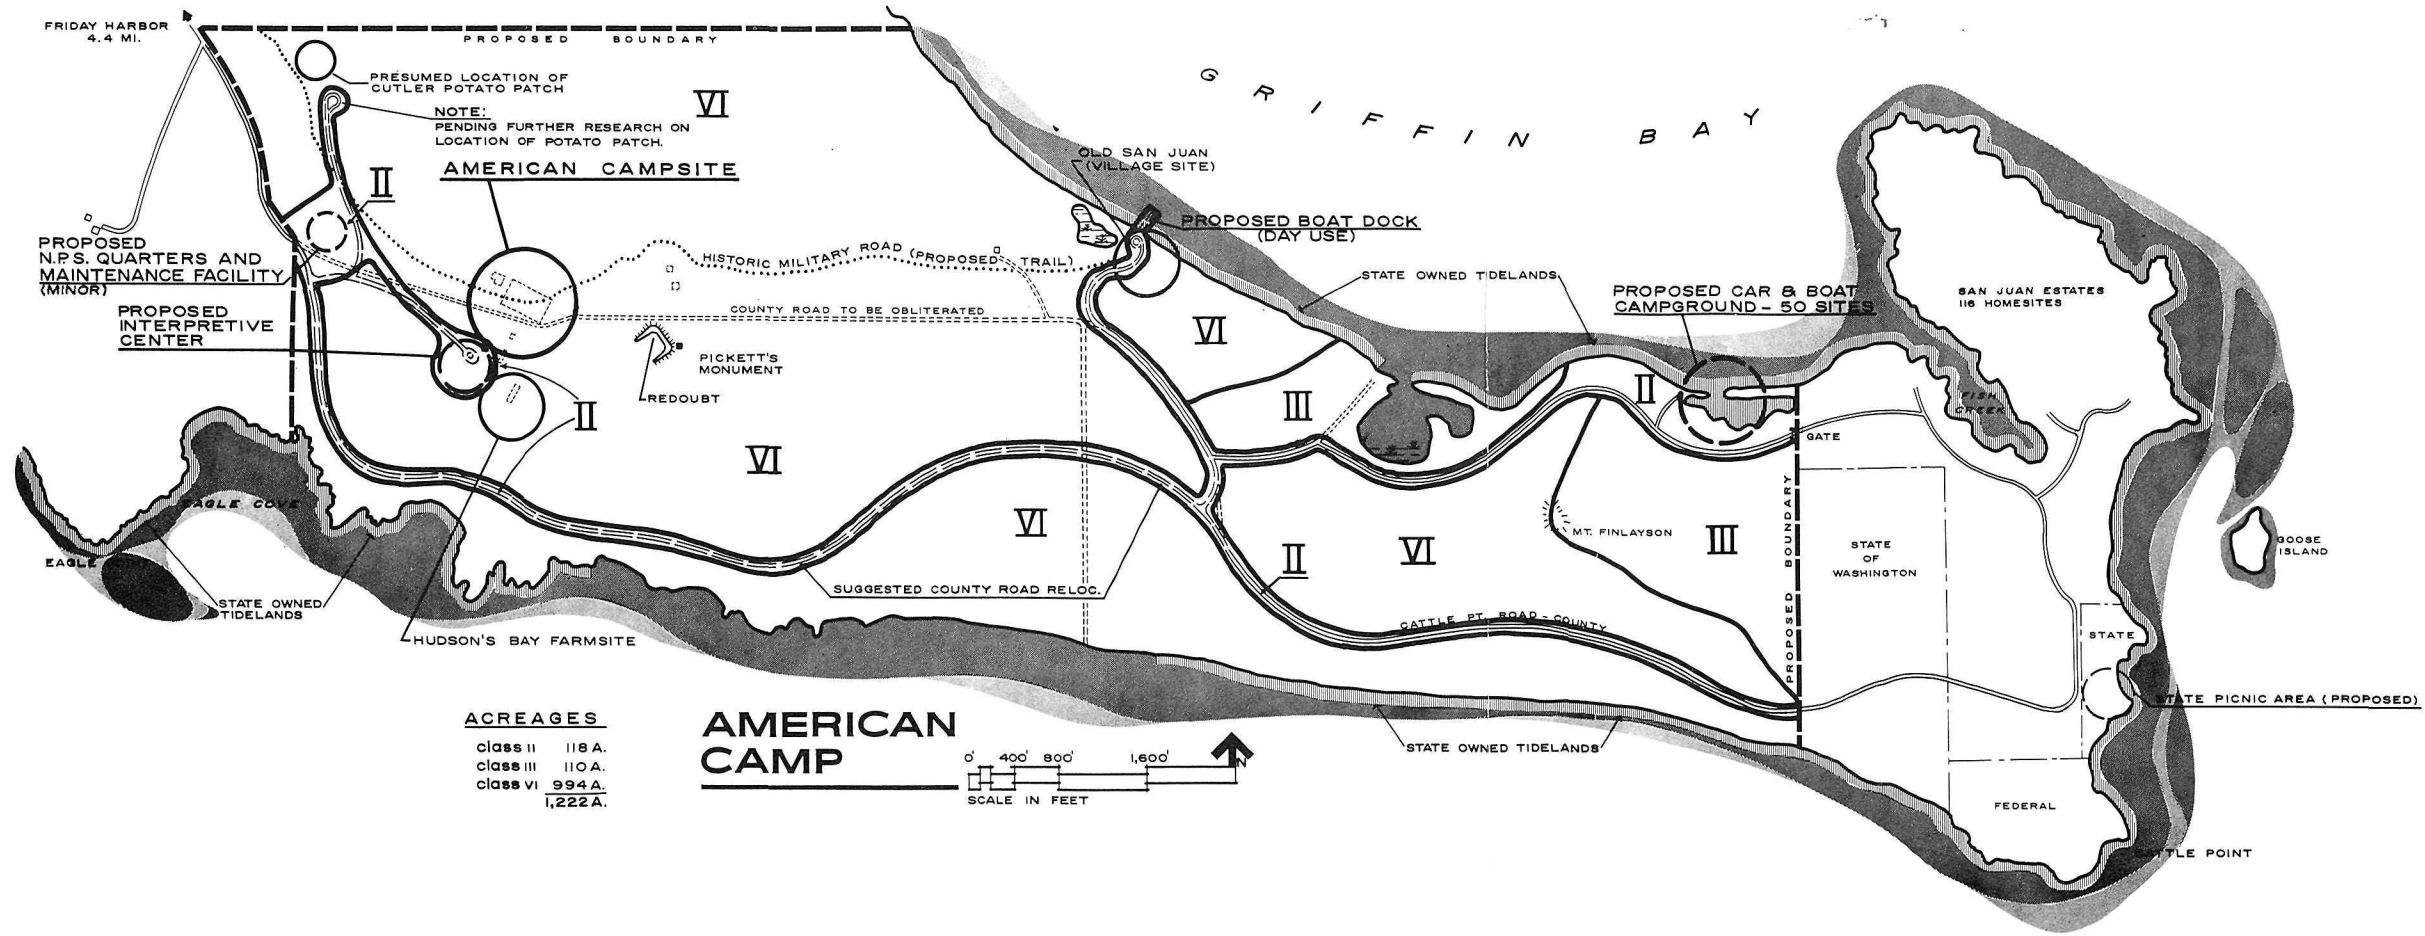 FRIDAY HARBOR
4.4 MI.
PROPOSED BOUNDARY
PRESUMED LOCATION OF
CUTLER POTATO PATCH
NOTE:
PENDING FURTHER RESEARCH ON
LOCATION OF POTATO PATCH.
VI
II
AMERICAN CAMPSITE
GRIFFIN BAY
OLD SAN JUAN
(VILLAGE SITE)
PROPOSED BOAT DOCK
(DAY USE)
PROPOSED
N.P.S. QUARTERS AND
MAINTENANCE FACILITY
(MINOR)
HISTORIC MILITARY ROAD (PROPOSED TRAIL)
STATE OWNED TIDELANDS
PROPOSED CAR & BOAT
CAMPGROUND - 50 SITES
SAN JUAN ESTATES
116 HOMESITES
PROPOSED
INTERPRETIVE
CENTER
COUNTY ROAD TO BE OBLITERATED
VI
PICKETT'S
MONUMENT
REDOUBT
II
III
II
FISH
CREEK
GATE
VI
VI
II
VI
III
MT. FINLAYSON
PROPOSED BOUNDARY
STATE
OF
WASHINGTON
GOOSE
ISLAND
EAGLE COVE
EAGLE
STATE OWNED
TIDELANDS
SUGGESTED COUNTY ROAD RELOC.
HUDSON'S BAY FARMSITE
CATTLE PT. ROAD - COUNTY
STATE
STATE PICNIC AREA (PROPOSED)
STATE OWNED TIDELANDS
FEDERAL
CATTLE POINT
ACREAGES
class II 118 A.
class III 110 A.
class VI 994 A.
1,222 A.
AMERICAN
CAMP
0' 400' 800' 1,600'
N
SCALE IN FEET